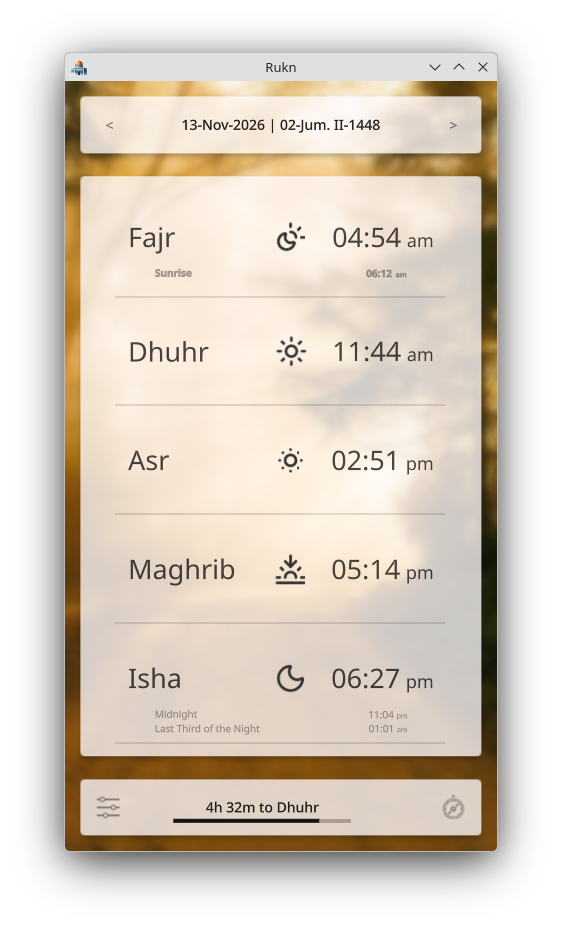 Rukn
< 13-Nov-2026 | 02-Jum. II-1448 >
Fajr 04:54 am
Sunrise 06:12 am
Dhuhr 11:44 am
Asr 02:51 pm
Maghrib 05:14 pm
Isha 06:27 pm
Midnight 11:04 pm
Last Third of the Night 01:01 am
4h 32m to Dhuhr